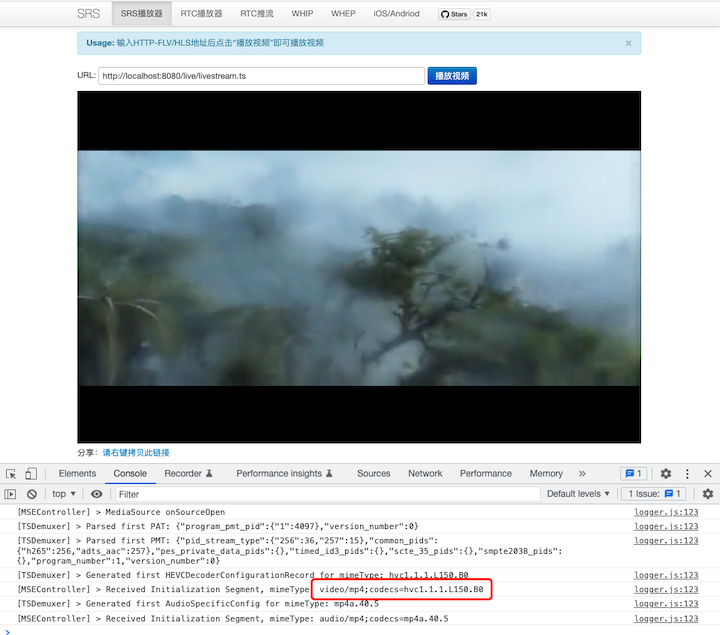 SRS SRS播放器 RTC播放器 RTC推流 WHIP WHEP iOS/Andriod Stars 21k
Usage: 输入HTTP-FLV/HLS地址后点击“播放视频”即可播放视频 ×
URL: http://localhost:8080/live/livestream.ts 播放视频
分享: 请右键拷贝此链接
Elements Console Recorder Performance insights Sources Network Performance Memory » 1
top Filter Default levels 1 Issue: 1
[MSEController] > MediaSource onSourceOpen logger.js:123
[TSDemuxer] > Parsed first PAT: {"program_pmt_pid":{"1":4097},"version_number":0} logger.js:123
[TSDemuxer] > Parsed first PMT: {"pid_stream_type":{"256":36,"257":15},"common_pids": logger.js:123
{"h265":256,"adts_aac":257},"pes_private_data_pids":{},"timed_id3_pids":{},"scte_35_pids":{},"smpte2038_pids":
{},"program_number":1,"version_number":0}
[TSDemuxer] > Generated first HEVCDecoderConfigurationRecord for mimeType: hvc1.1.1.L150.B0 logger.js:123
[MSEController] > Received Initialization Segment, mimeType: video/mp4;codecs=hvc1.1.1.L150.B0 logger.js:123
[TSDemuxer] > Generated first AudioSpecificConfig for mimeType: mp4a.40.5 logger.js:123
[MSEController] > Received Initialization Segment, mimeType: audio/mp4;codecs=mp4a.40.5 logger.js:123
>